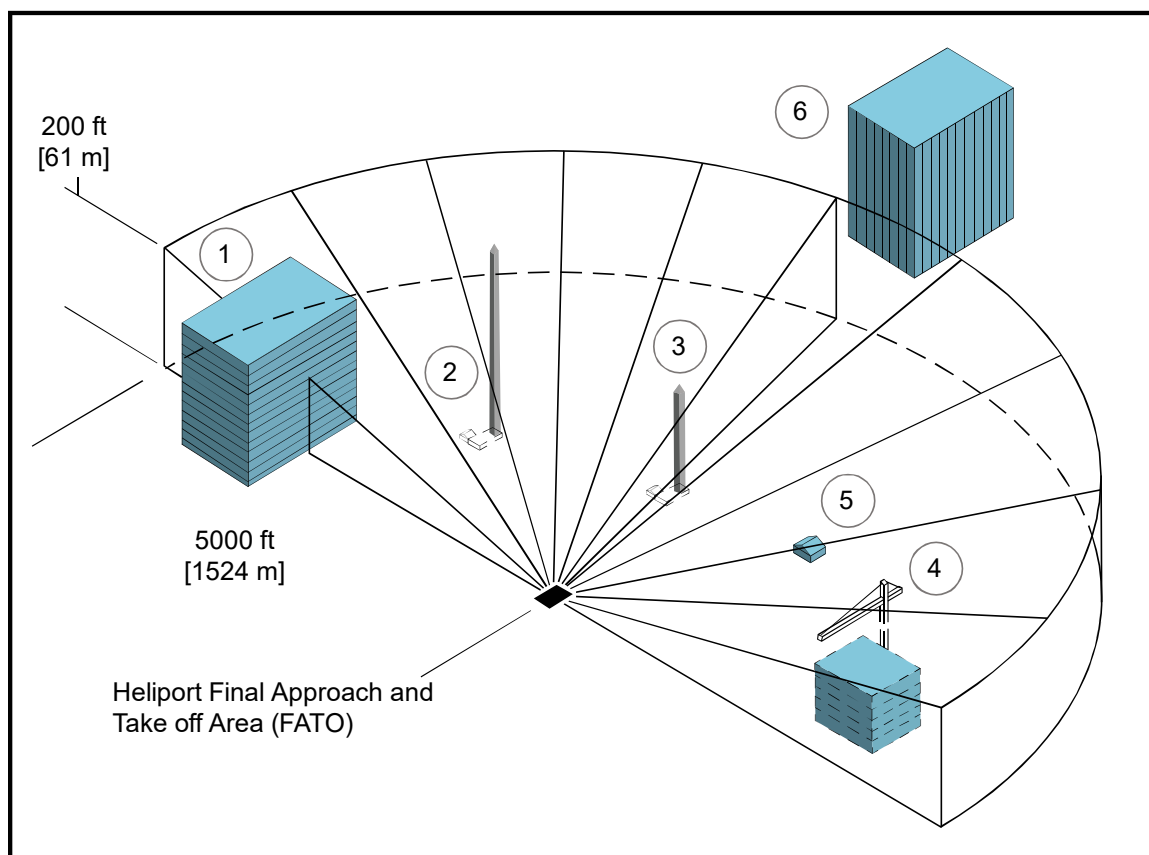 200 ft
[61 m]
6
1
3
2
5
4
5000 ft
[1524 m]
Heliport Final Approach and
Take off Area (FATO)